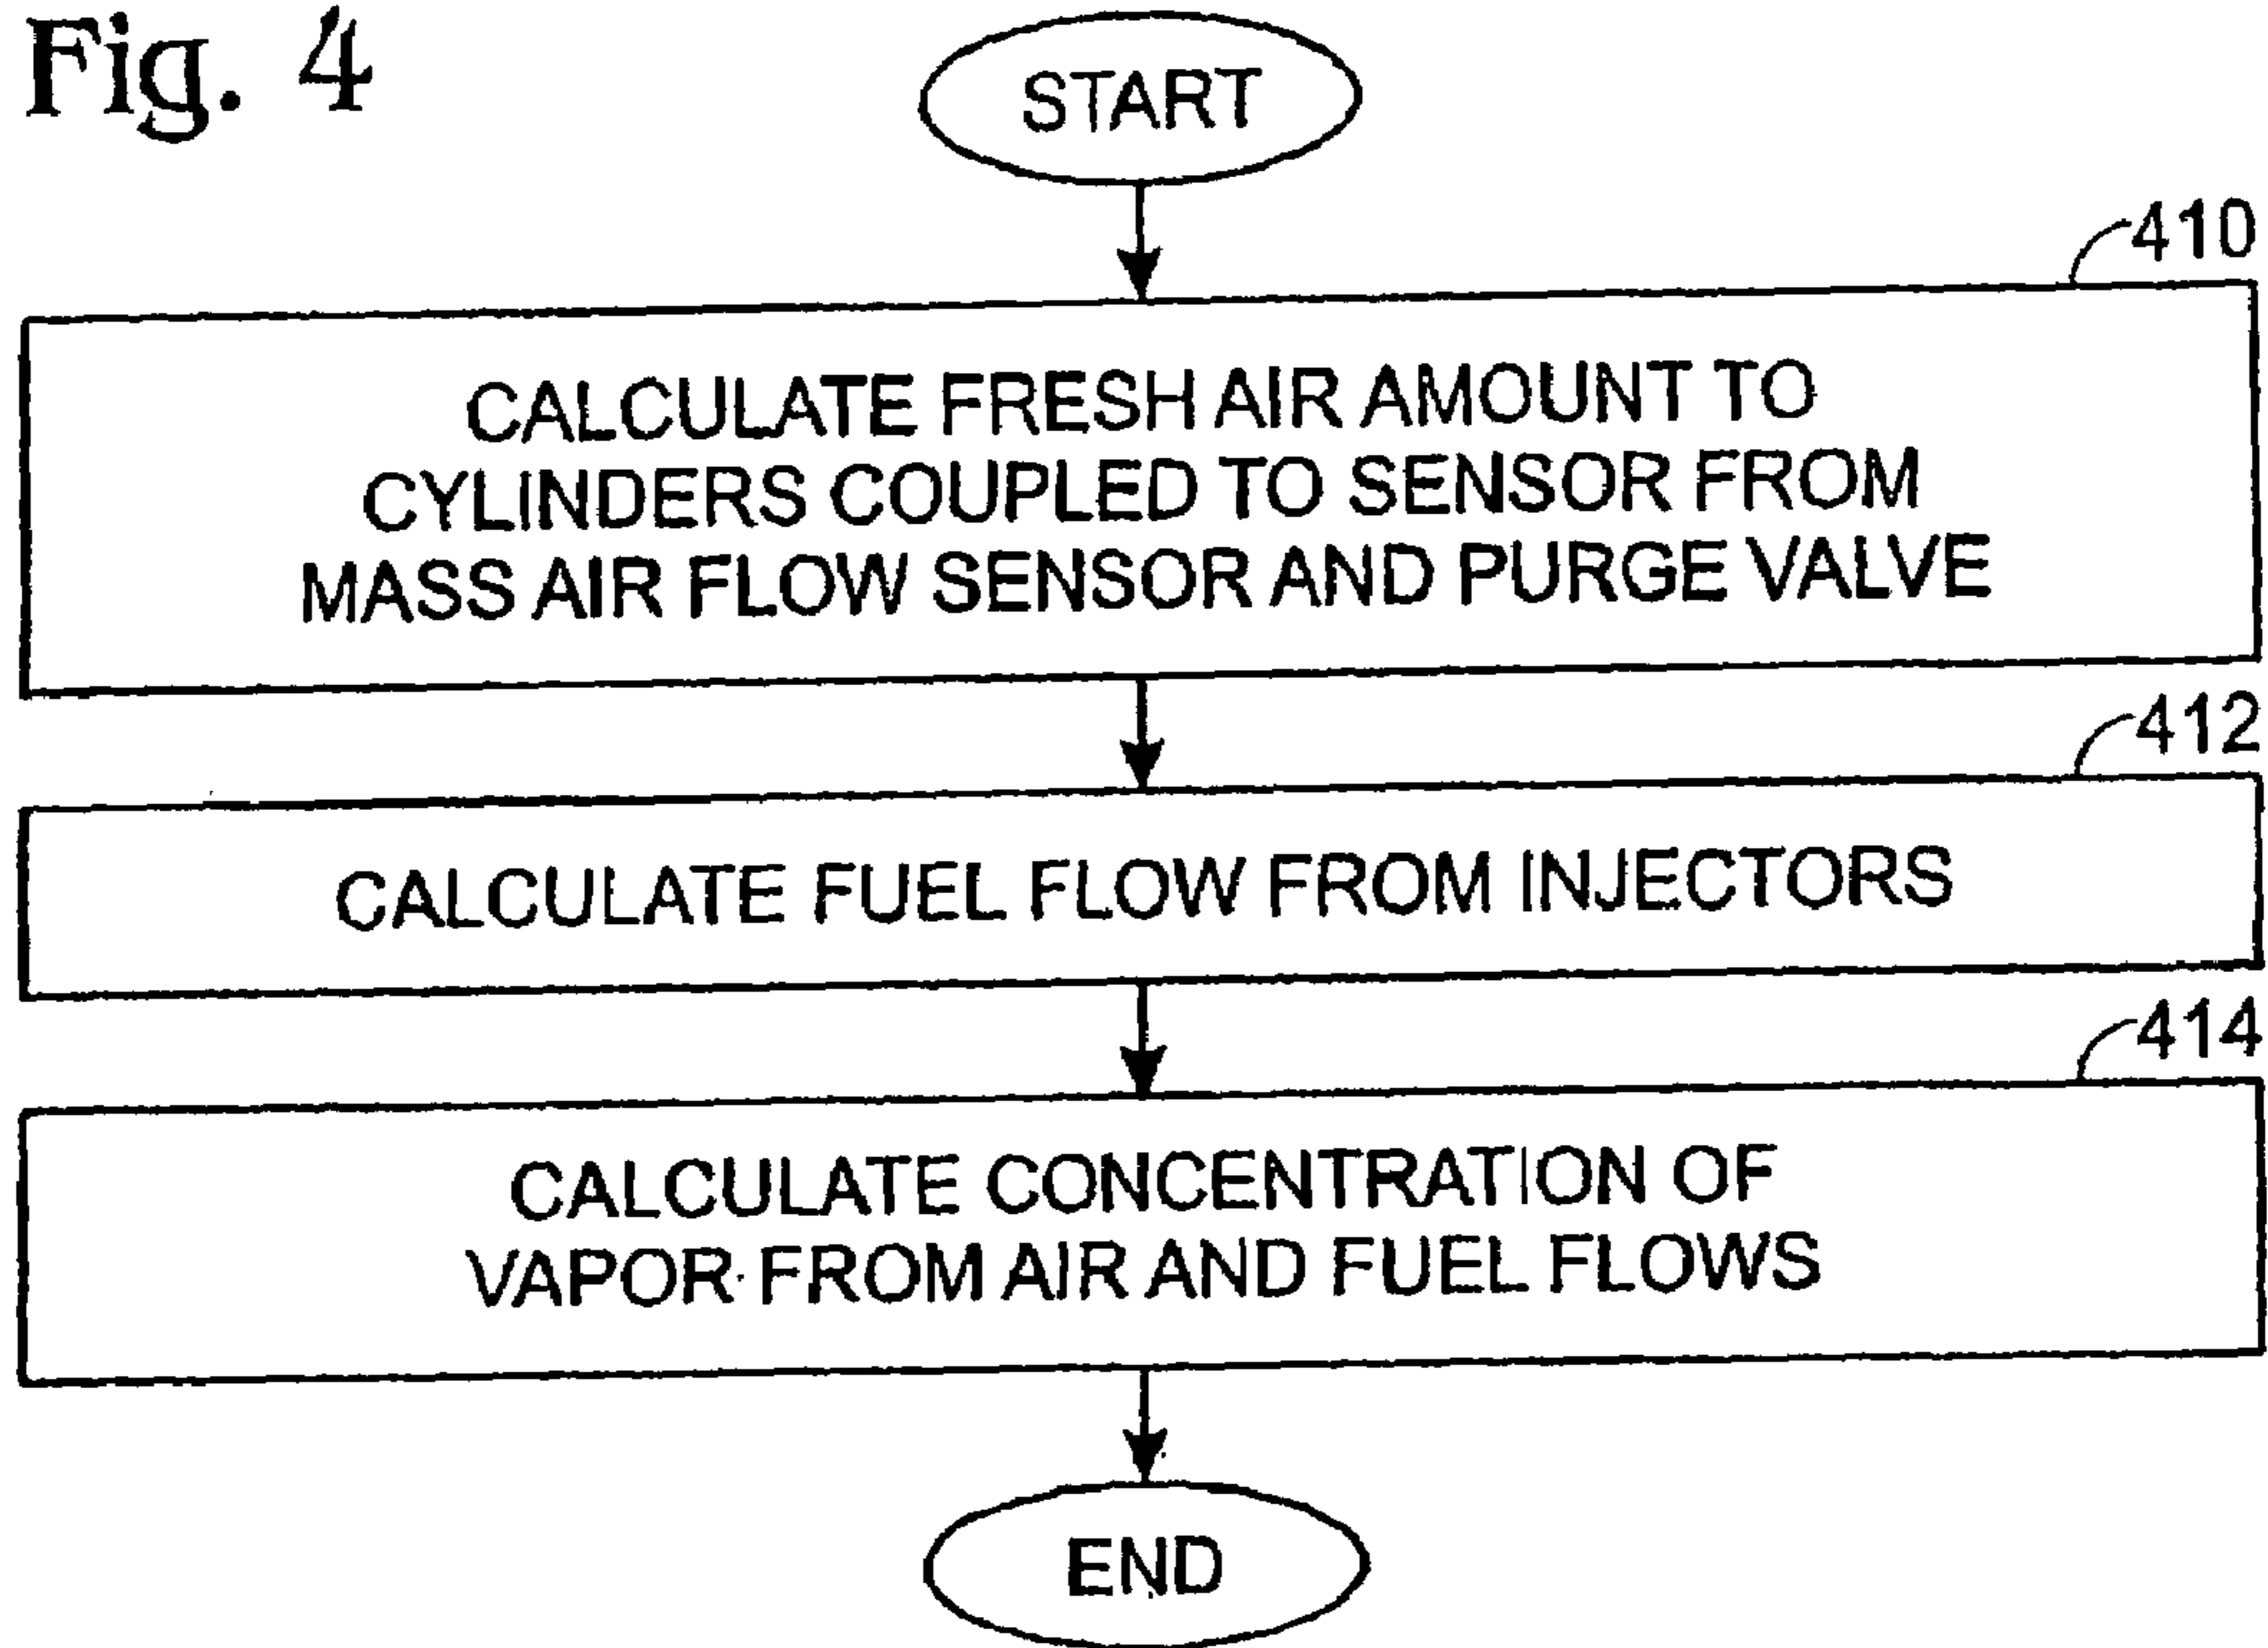 Fig. 4
START
410
CALCULATE FRESH AIR AMOUNT TO
CYLINDERS COUPLED TO SENSOR FROM
MASS AIR FLOW SENSOR AND PURGE VALVE
412
CALCULATE FUEL FLOW FROM INJECTORS
414
CALCULATE CONCENTRATION OF
VAPOR FROM AIR AND FUEL FLOWS
END